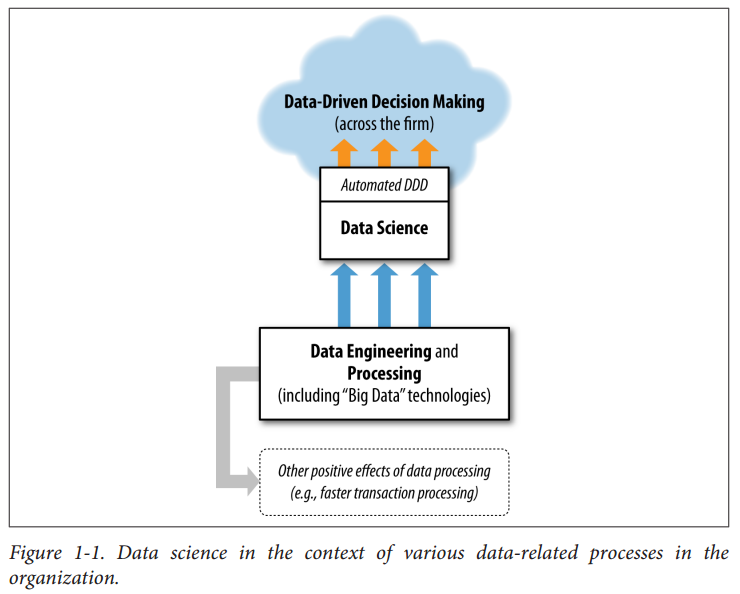 Data-Driven Decision Making
(across the firm)
Automated DDD
Data Science
Data Engineering and
Processing
(including “Big Data” technologies)
Other positive effects of data processing
(e.g., faster transaction processing)
Figure 1-1. Data science in the context of various data-related processes in the
organization.